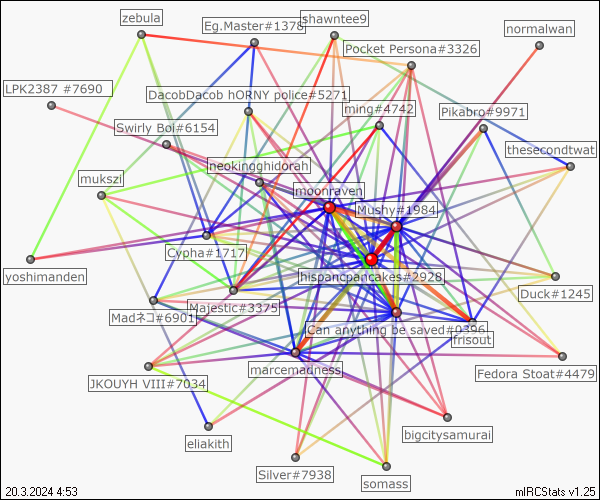 zebula
Eg.Master#1378
shawntee9
normalwan
Pocket Persona#3326
LPK2387 #7690
DacobDacob hORNY police#5271
ming#4742
Pikabro#9971
Swirly Boi#6154
thesecondtwat
neokingghidorah
mukszi
moonraven
Mushy#1984
Cypha#1717
yoshimanden
hispancpancakes#2928
Duck#1245
Majestic#3375
Madネコ#6901
Can anything be saved#0396
frisout
marcemadness
Fedora Stoat#4479
JKOUYH VIII#7034
bigcitysamurai
eliakith
Silver#7938
somass
20.3.2024 4:53
mIRCStats v1.25